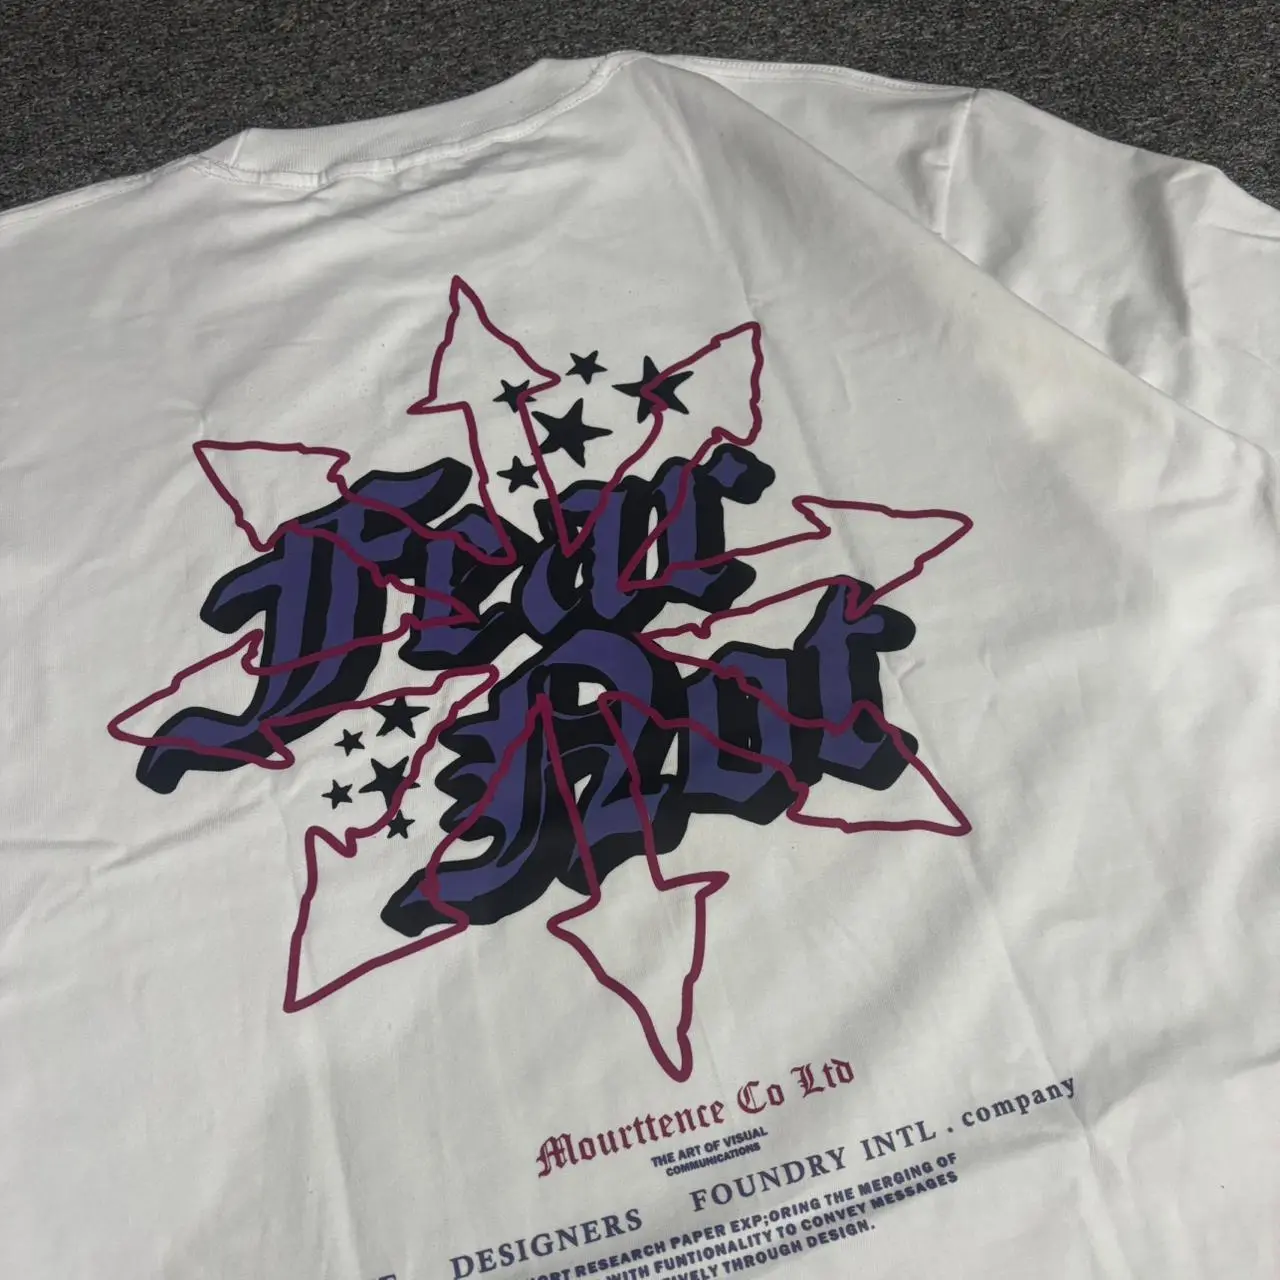 Fear
Not
Mourttence Co Ltd
THE ART OF VISUAL
COMMUNICATIONS
DESIGNERS FOUNDRY INTL . company
RESEARCH PAPER EXP;ORING THE MERGING OF
WITH FUNTIONALITY TO CONVEY MESSAGES
THROUGH DESIGN.